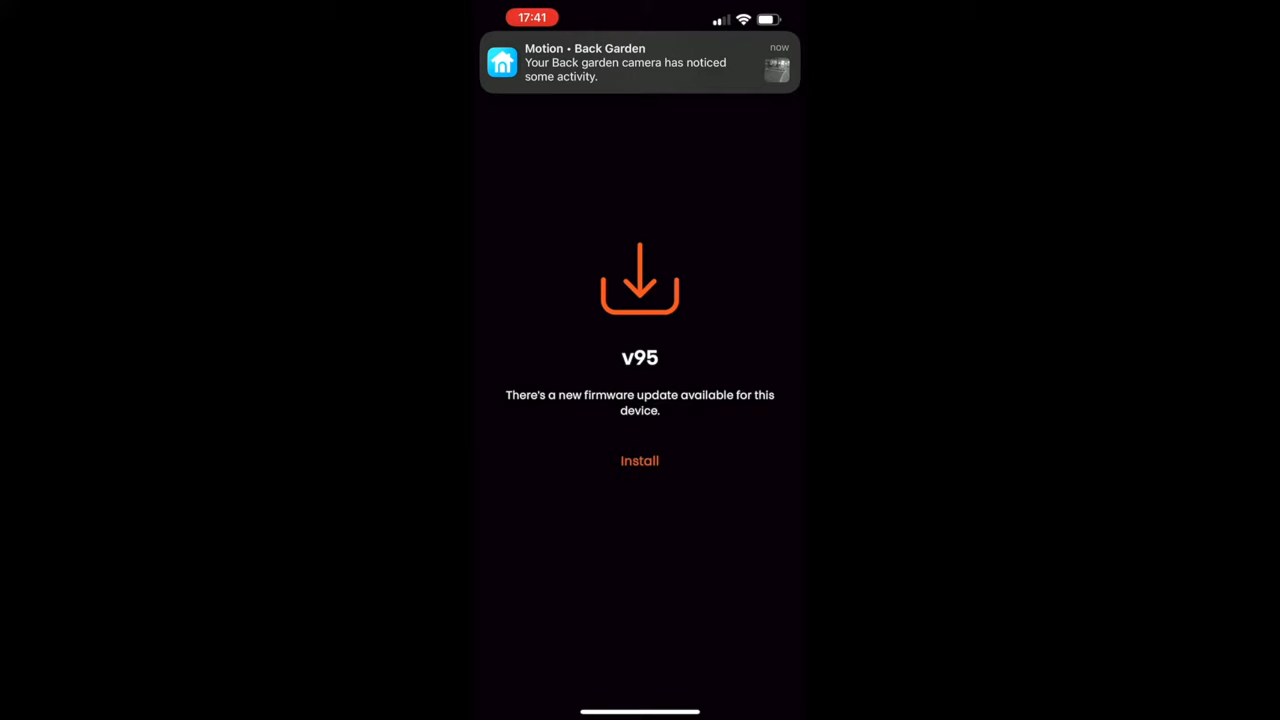 17:41
Motion • Back Garden
now
Your Back garden camera has noticed
some activity.
v95
There's a new firmware update available for this
device.
Install